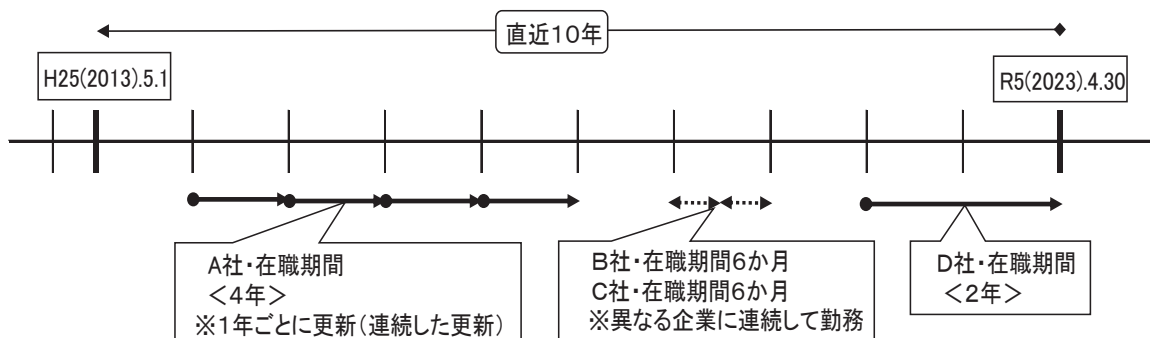 直近10年
H25(2013).5.1
R5(2023).4.30
A社・在職期間
＜4年＞
※1年ごとに更新(連続した更新)
B社・在職期間6か月
C社・在職期間6か月
※異なる企業に連続して勤務
D社・在職期間
＜2年＞